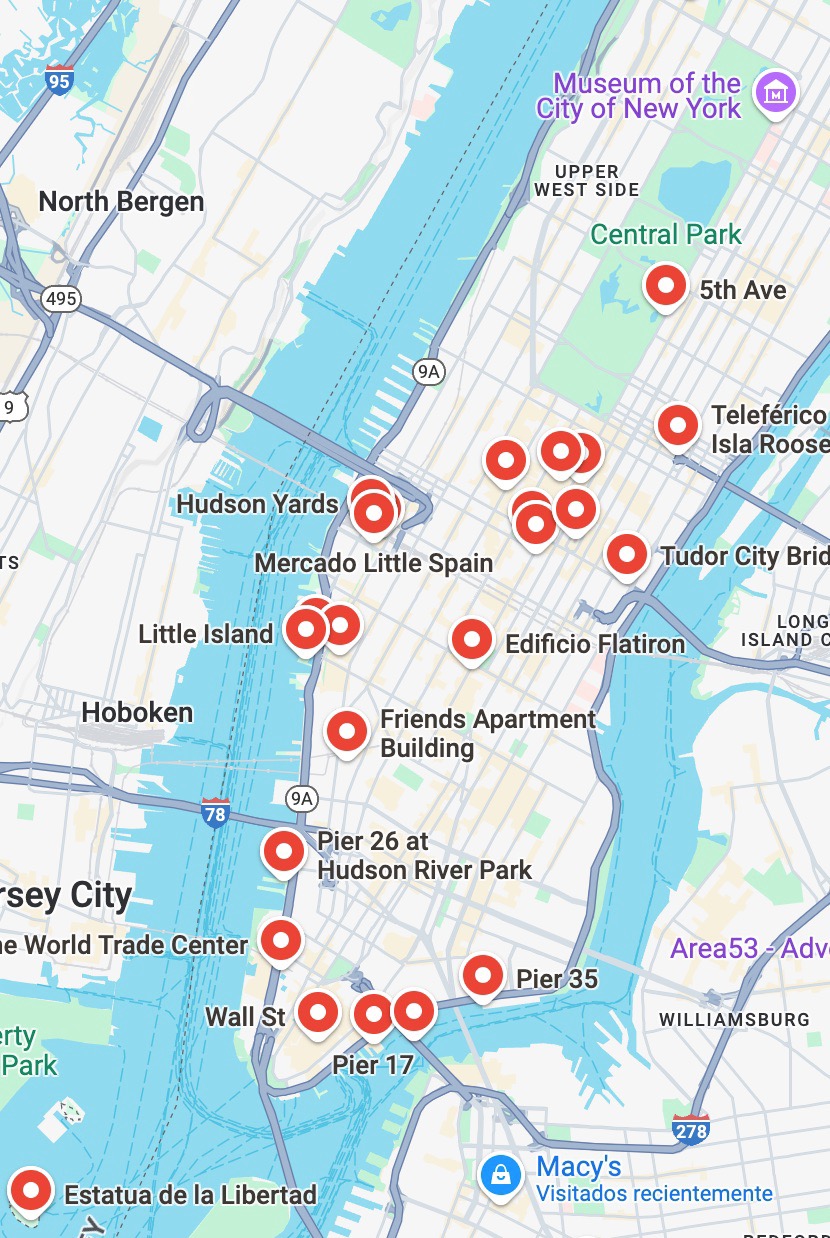 95
Museum of the
City of New York
UPPER
WEST SIDE
North Bergen
Central Park
5th Ave
495
9A
9
Teleférico
Isla Roose
Hudson Yards
Mercado Little Spain
Tudor City Brid
TS
Little Island
Edificio Flatiron
LONG
ISLAND C
Hoboken
Friends Apartment
Building
9A
78
Pier 26 at
Hudson River Park
rsey City
ne World Trade Center
Area53 - Adv
Pier 35
Wall St
WILLIAMSBURG
erty
Park
Pier 17
278
Macy's
Visitados recientemente
Estatua de la Libertad